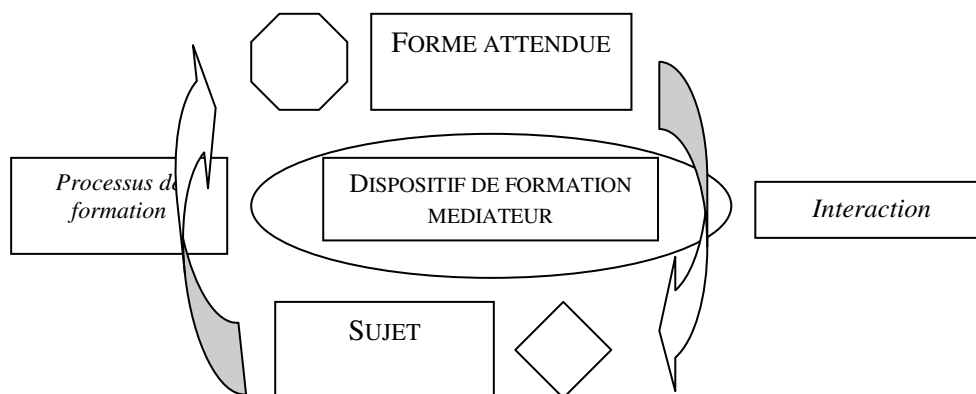 FORME ATTENDUE
Processus de
formation
DISPOSITIF DE FORMATION
MEDIATEUR
Interaction
SUJET